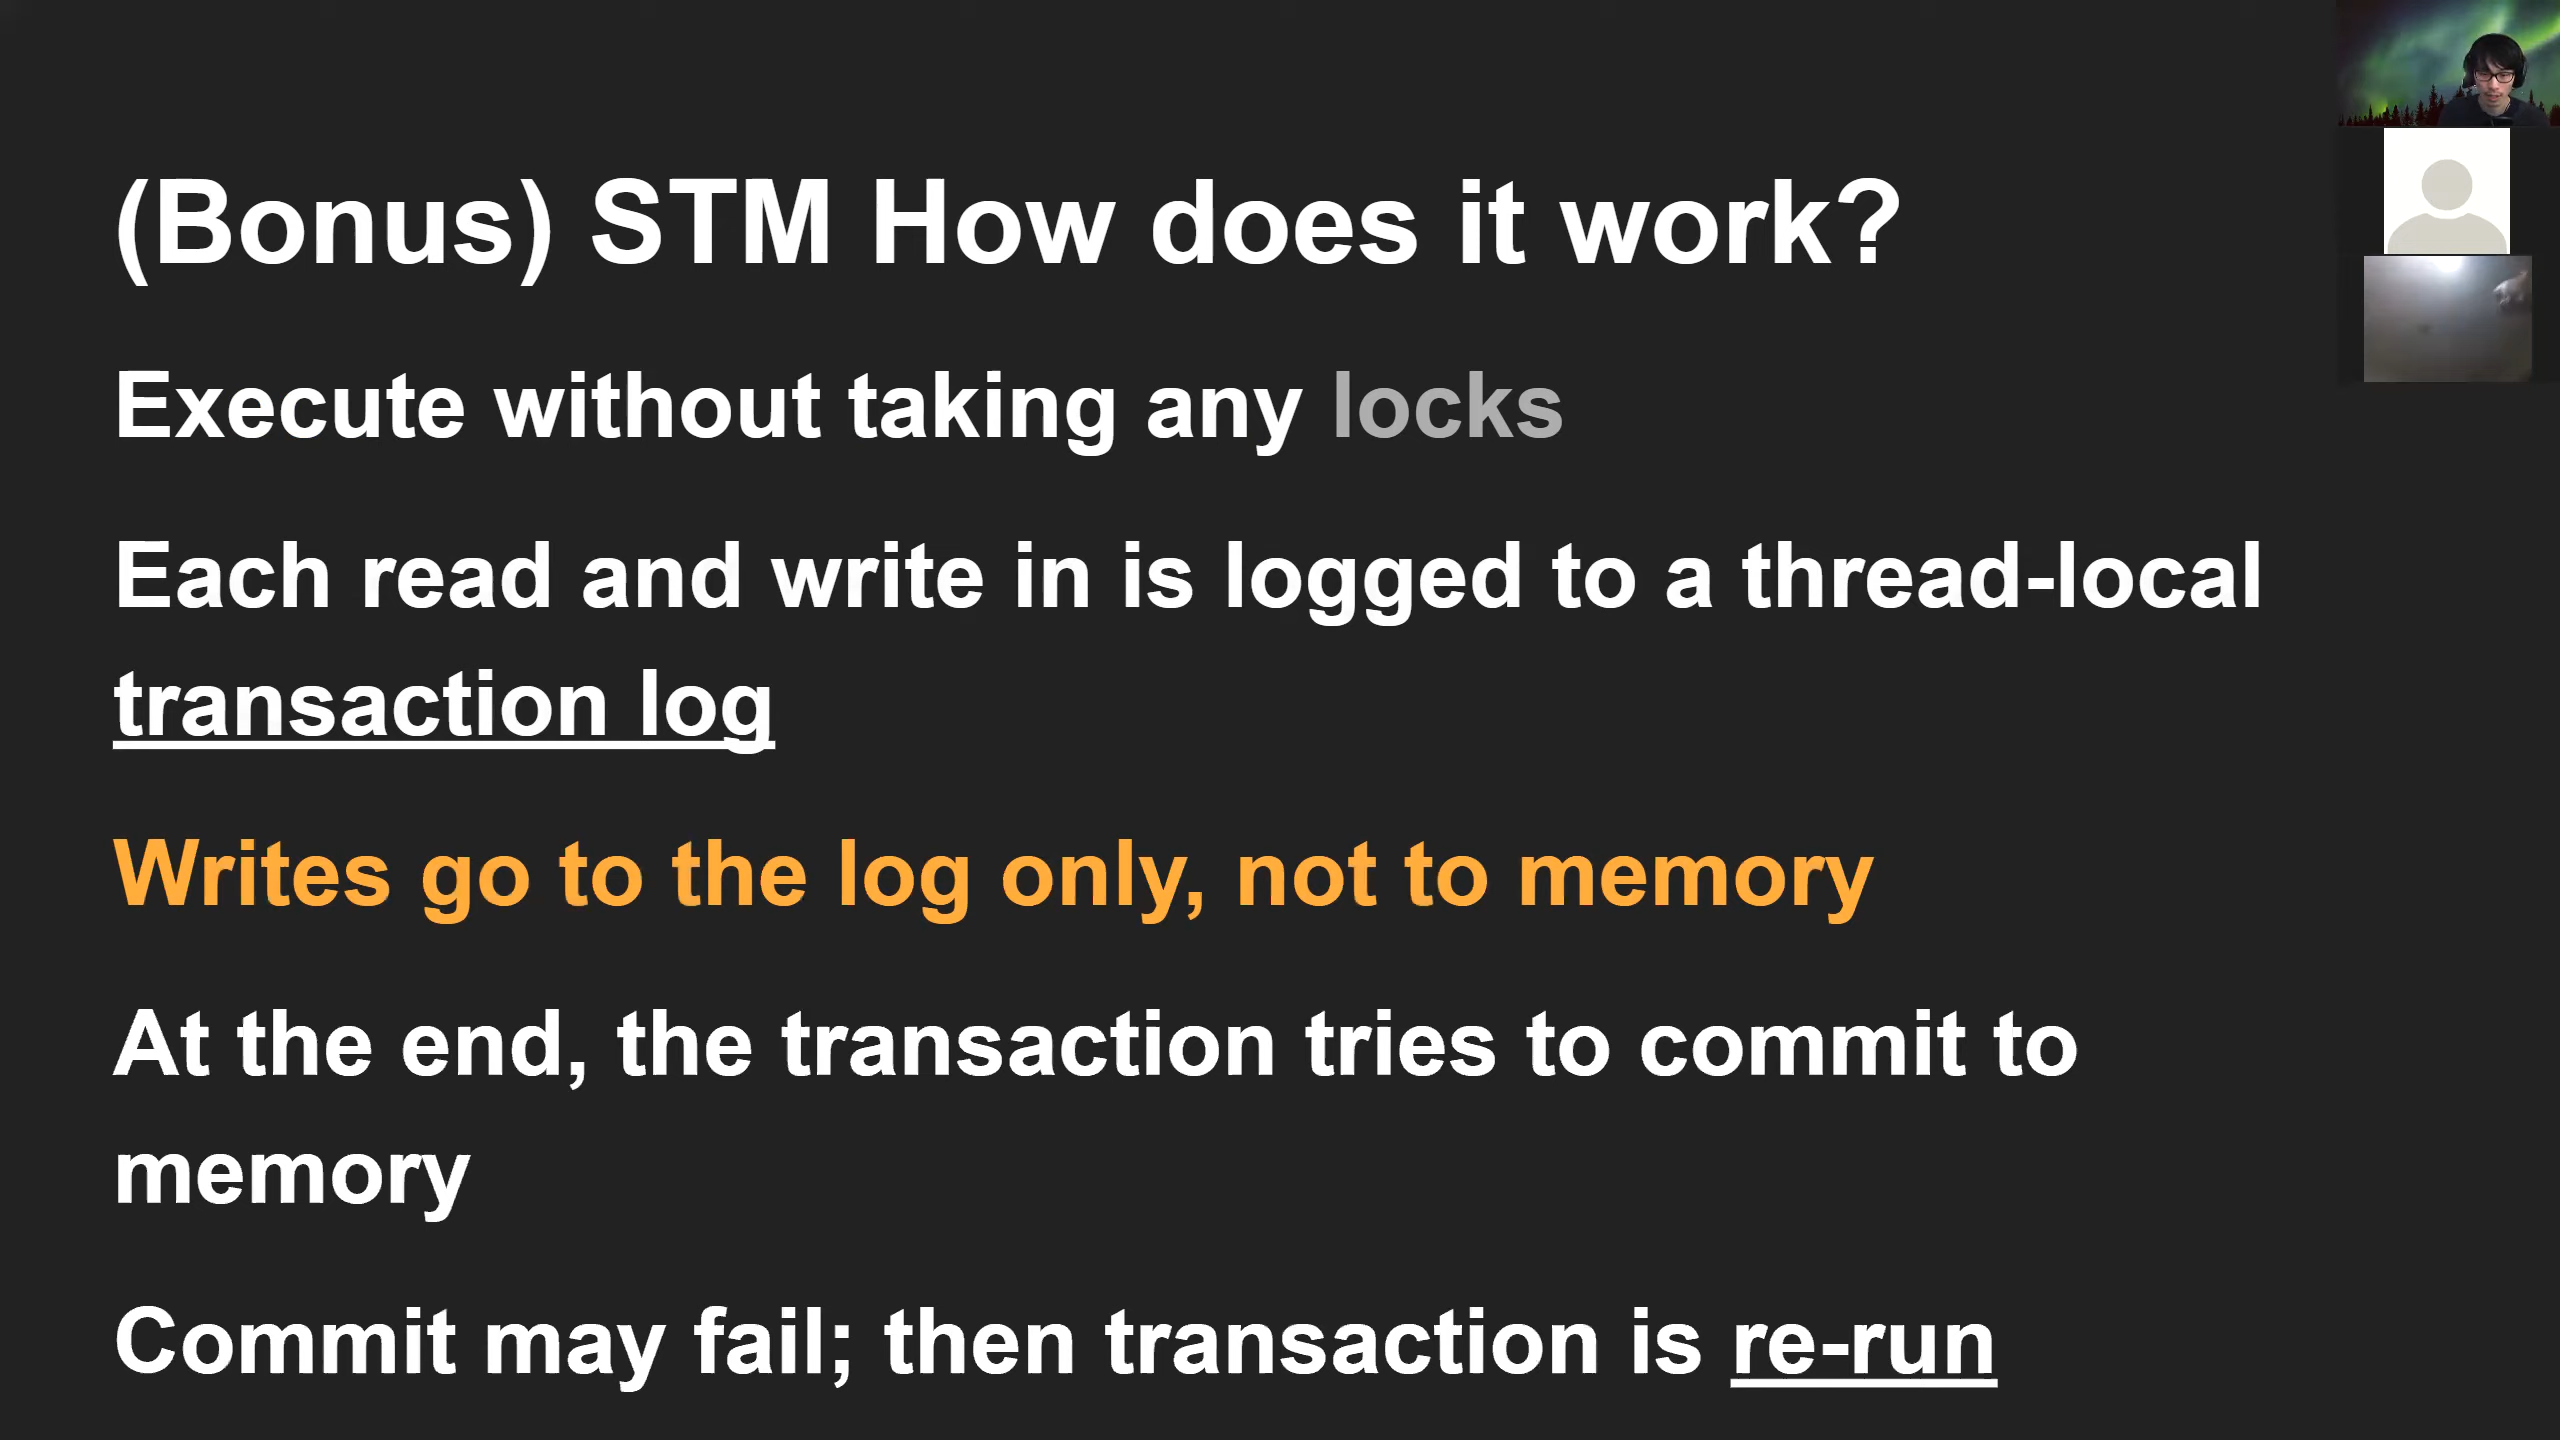 (Bonus) STM How does it work?
Execute without taking any locks
Each read and write in is logged to a thread-local
transaction log
Writes go to the log only, not to memory
At the end, the transaction tries to commit to
memory
Commit may fail; then transaction is re-run